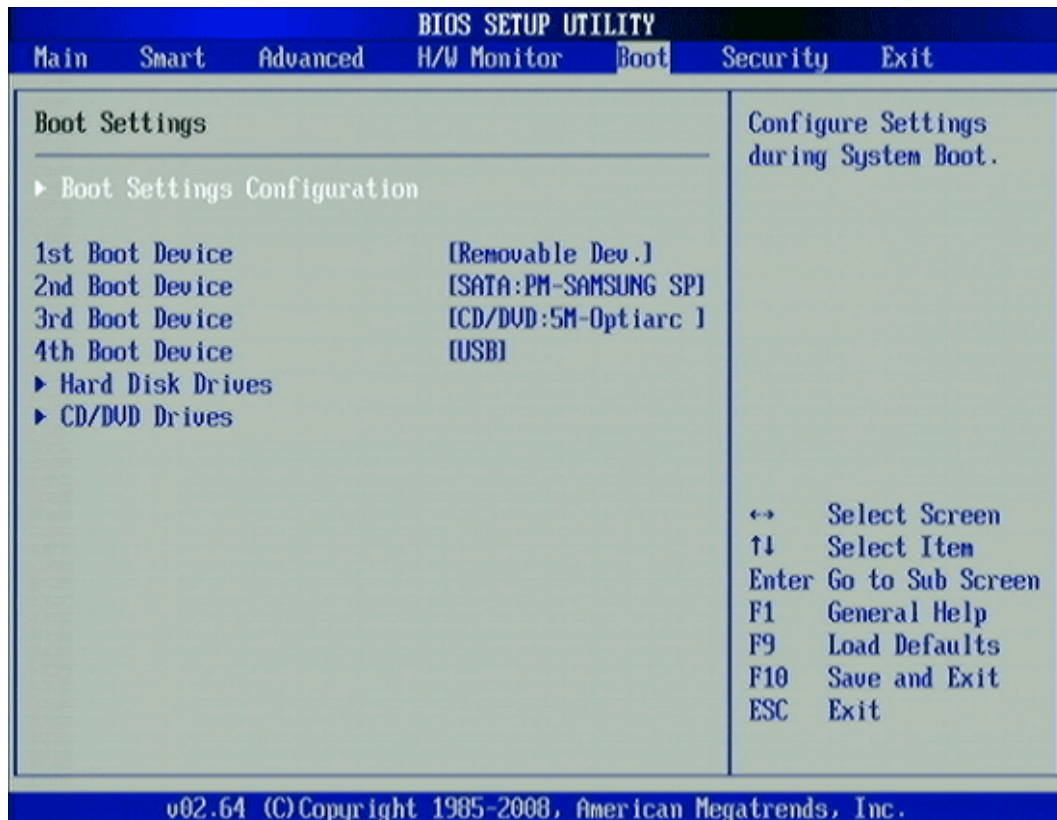 BIOS SETUP UTILITY
Main Smart Advanced H/W Monitor Boot Security Exit
Boot Settings
Boot Settings Configuration
1st Boot Device [Removable Dev.]
2nd Boot Device [SATA:PM-SAMSUNG SP]
3rd Boot Device [CD/DVD:5M-Optiarc ]
4th Boot Device [USB]
Hard Disk Drives
CD/DVD Drives
Configure Settings
during System Boot.
↔ Select Screen
↑↓ Select Item
Enter Go to Sub Screen
F1 General Help
F9 Load Defaults
F10 Save and Exit
ESC Exit
v02.64 (C)Copyright 1985-2008, American Megatrends, Inc.